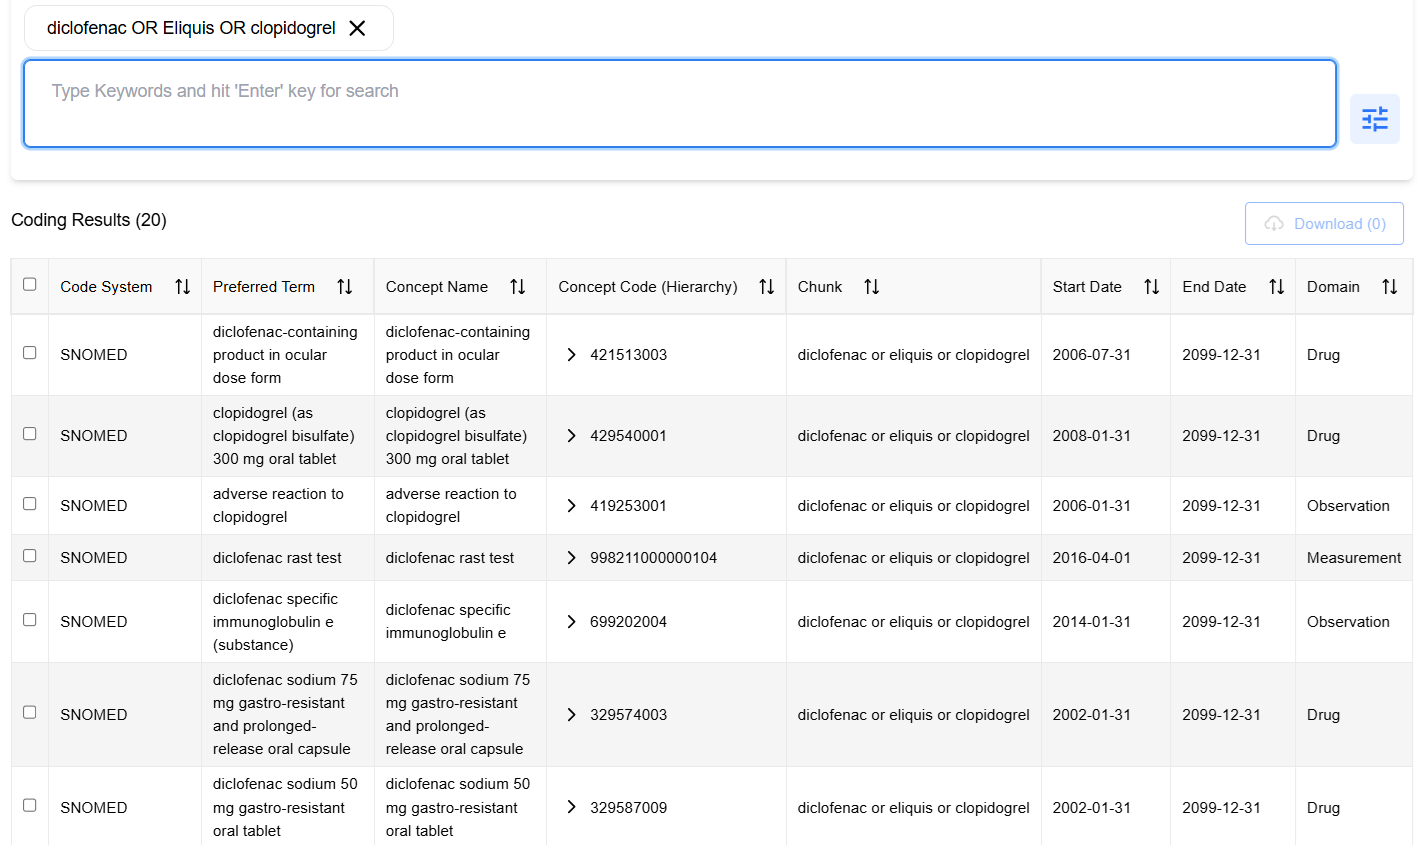 diclofenac OR Eliquis OR clopidogrel
Type Keywords and hit 'Enter' key for search
Coding Results (20)
Download (0)
Code System Preferred Term Concept Name Concept Code (Hierarchy) Chunk Start Date End Date Domain
SNOMED diclofenac-containing product in ocular dose form diclofenac-containing product in ocular dose form 421513003 diclofenac or eliquis or clopidogrel 2006-07-31 2099-12-31 Drug
SNOMED clopidogrel (as clopidogrel bisulfate) 300 mg oral tablet clopidogrel (as clopidogrel bisulfate) 300 mg oral tablet 429540001 diclofenac or eliquis or clopidogrel 2008-01-31 2099-12-31 Drug
SNOMED adverse reaction to clopidogrel adverse reaction to clopidogrel 419253001 diclofenac or eliquis or clopidogrel 2006-01-31 2099-12-31 Observation
SNOMED diclofenac rast test diclofenac rast test 998211000000104 diclofenac or eliquis or clopidogrel 2016-04-01 2099-12-31 Measurement
SNOMED diclofenac specific immunoglobulin e (substance) diclofenac specific immunoglobulin e 699202004 diclofenac or eliquis or clopidogrel 2014-01-31 2099-12-31 Observation
SNOMED diclofenac sodium 75 mg gastro-resistant and prolonged-release oral capsule diclofenac sodium 75 mg gastro-resistant and prolonged-release oral capsule 329574003 diclofenac or eliquis or clopidogrel 2002-01-31 2099-12-31 Drug
SNOMED diclofenac sodium 50 mg gastro-resistant oral tablet diclofenac sodium 50 mg gastro-resistant oral tablet 329587009 diclofenac or eliquis or clopidogrel 2002-01-31 2099-12-31 Drug